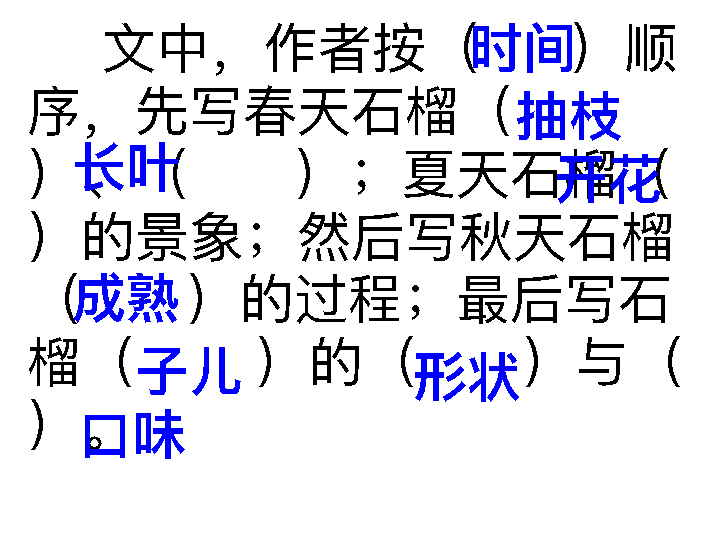 文中，作者按（时间）顺
序，先写春天石榴（抽枝
）、长叶（　　）；夏天石榴（开花
）的景象；然后写秋天石榴
（成熟）的过程；最后写石
榴（子儿）的（形状）与（
）。口味